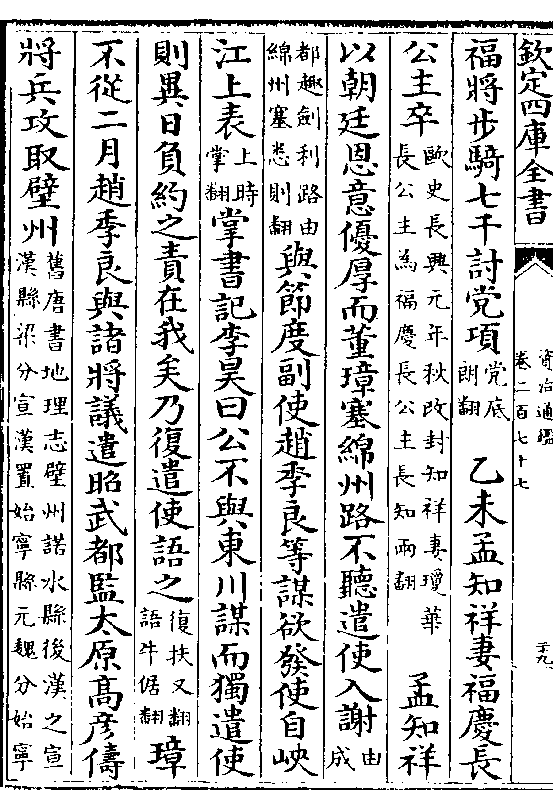 欽定四庫全書
資治通鑑
卷二百七十七
福將步騎七千討党項党底朗翻乙未孟知祥妻福慶長
公主卒歐史長興元年秋改封知祥妻瓊華長公主為福慶長公主長知兩翻孟知祥
以朝廷恩意優厚而董璋塞綿州路不聽遣使入謝由成
都趣劍利路由綿州塞悉則翻與節度副使趙季良等謀欲發使自峽
江上表上時掌翻掌書記李昊曰公不與東川謀而獨遣使
則異日負約之責在我矣乃復遣使語之復扶又翻語牛倨翻璋
不從二月趙季良與諸將議遣昭武都監太原高彦儔
將兵攻取壁州舊唐書地理志壁州諾水縣後漢之宣漢縣梁分宣漢置始寧縣元魏分始寧